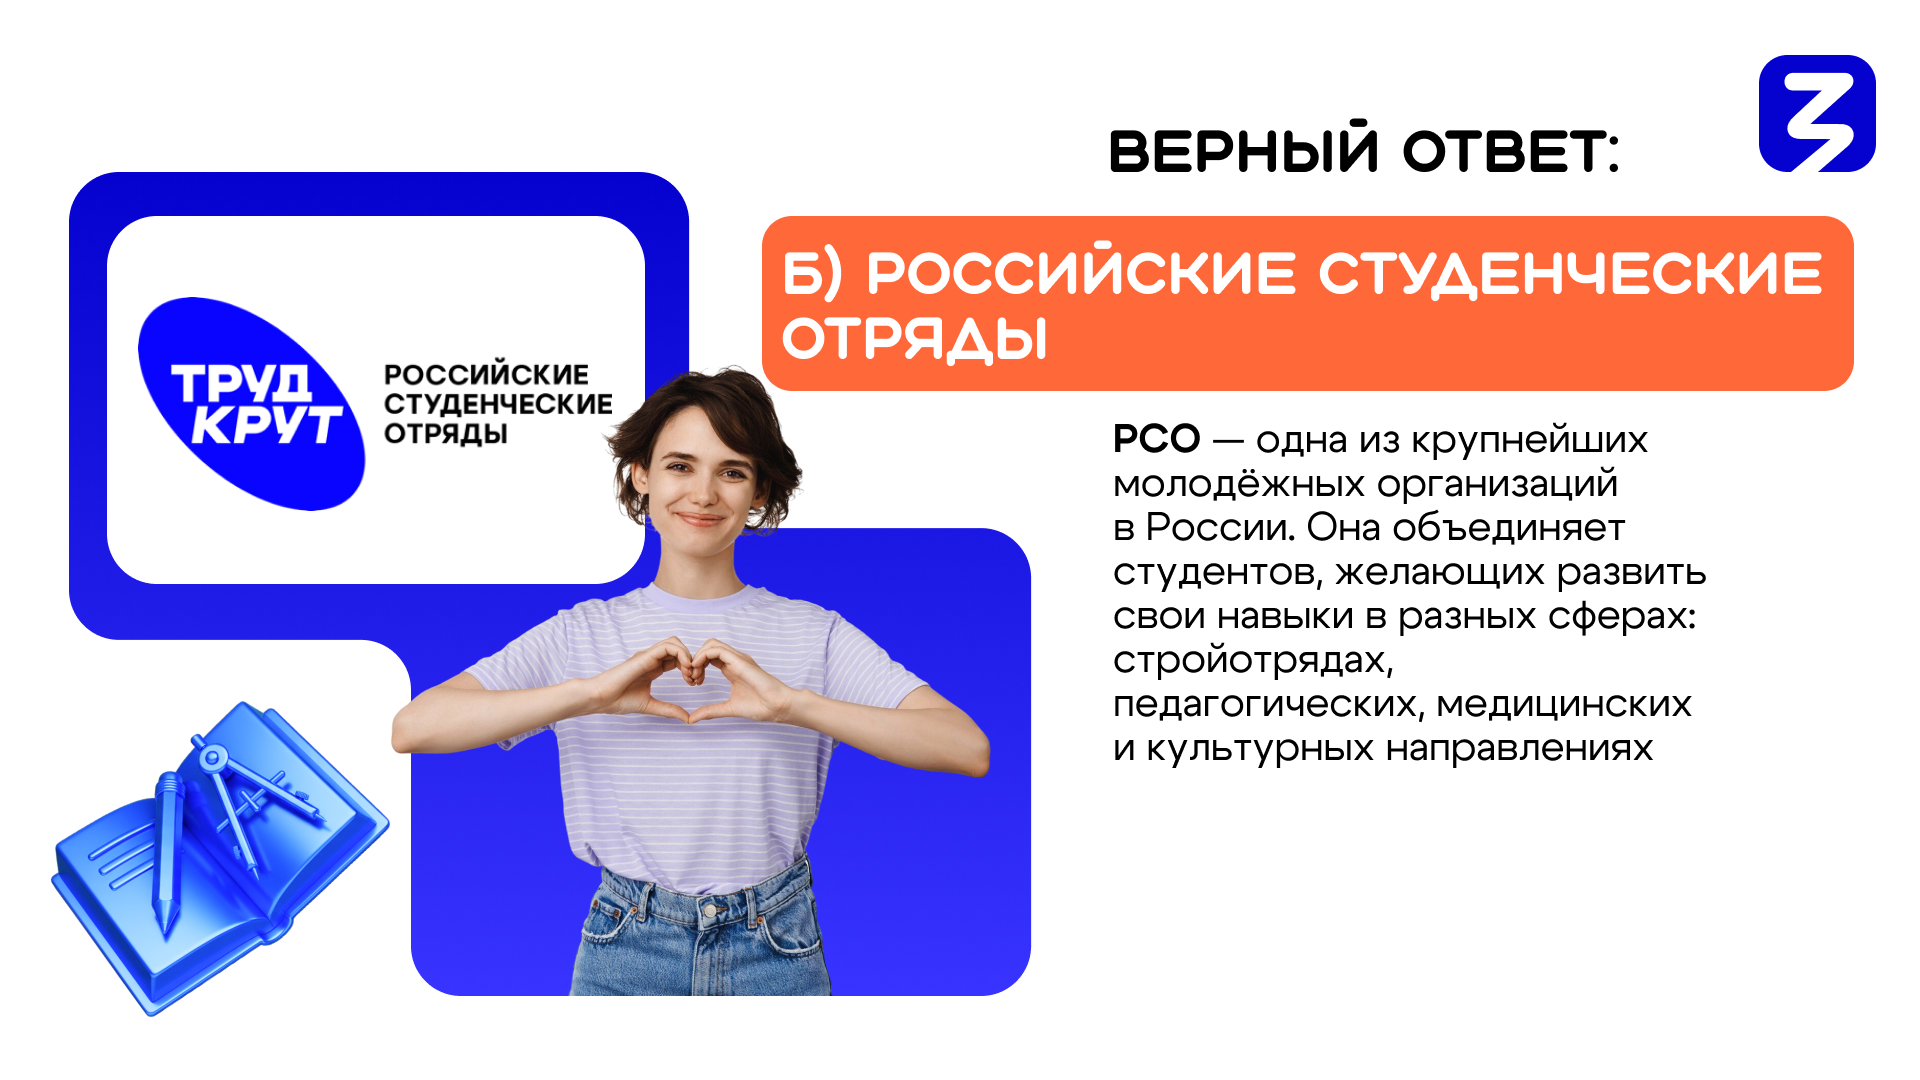 ВЕРНЫЙ ОТВЕТ:
Б) РОССИЙСКИЕ СТУДЕНЧЕСКИЕ
ОТРЯДЫ
ТРУД
КРУТ
РОССИЙСКИЕ
СТУДЕНЧЕСКИЕ
ОТРЯДЫ
РСО — одна из крупнейших
молодёжных организаций
в России. Она объединяет
студентов, желающих развить
свои навыки в разных сферах:
стройотрядах,
педагогических, медицинских
и культурных направлениях